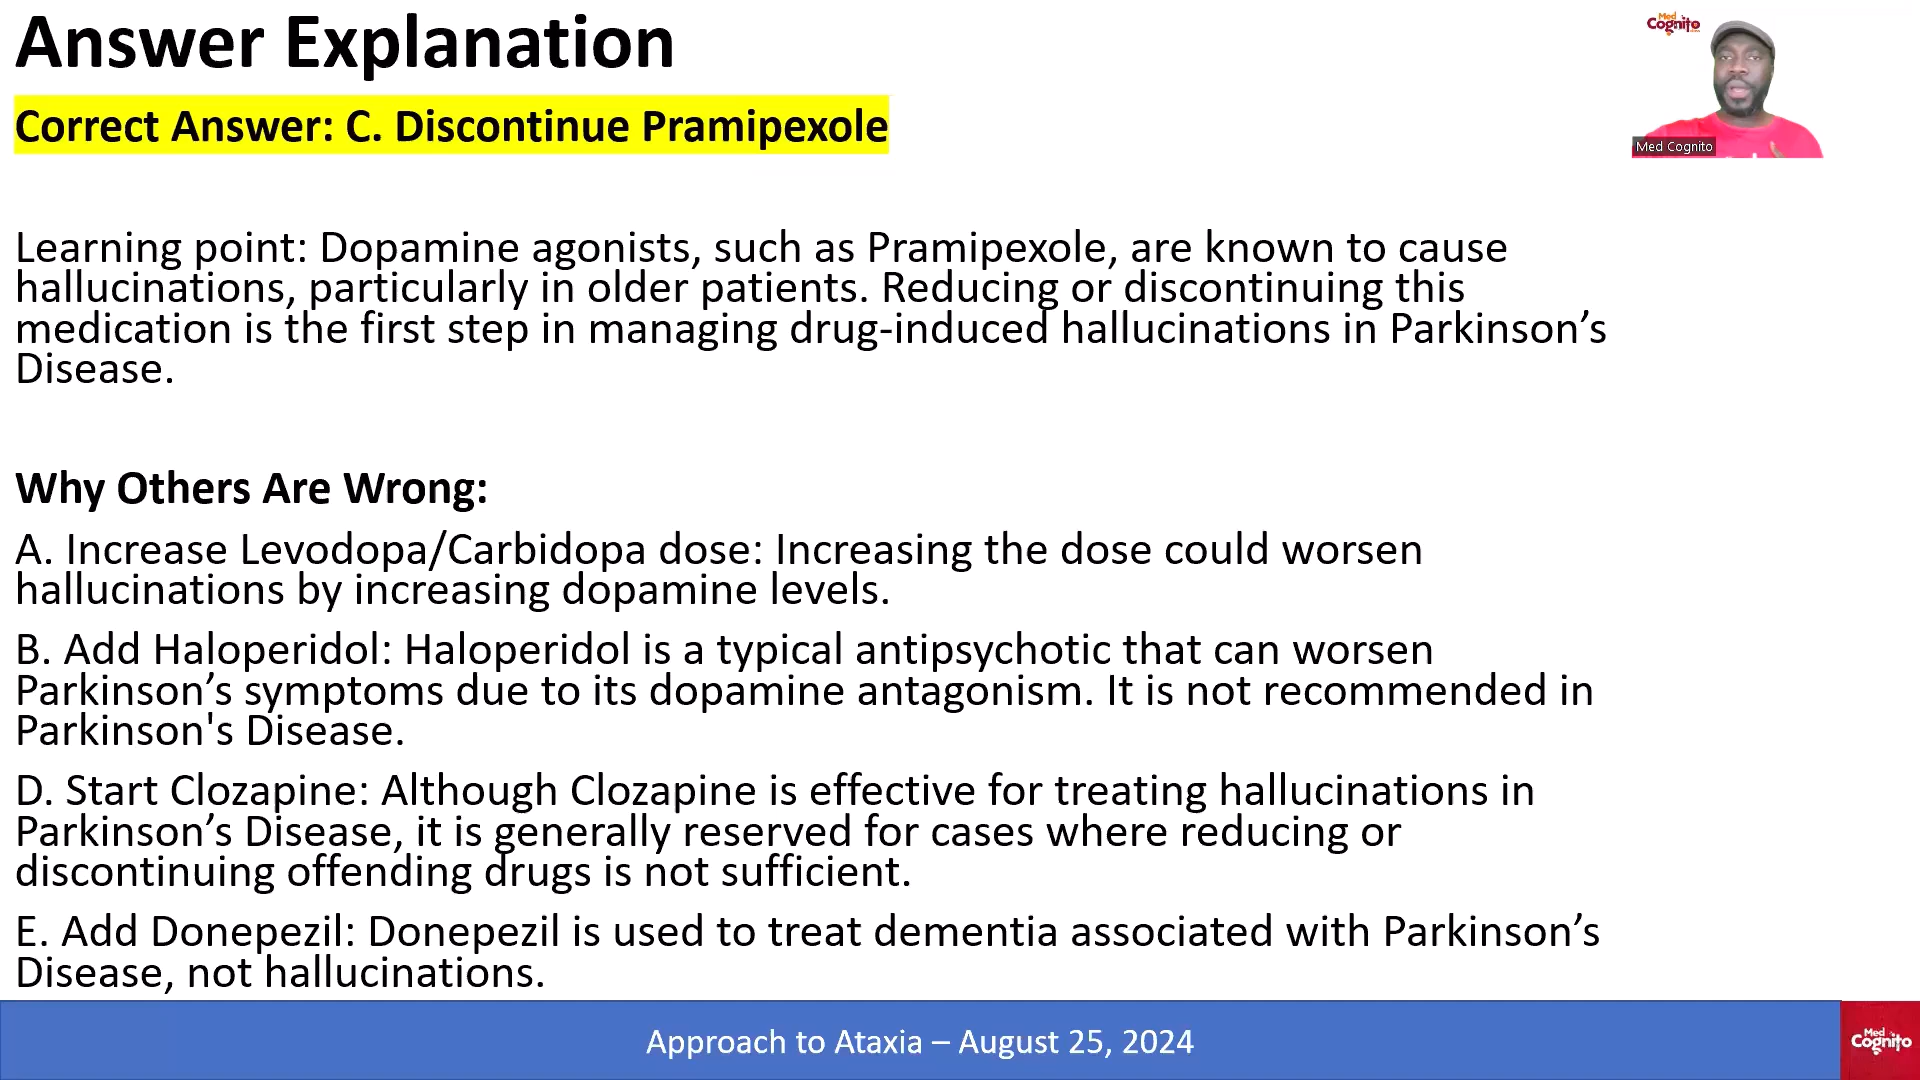 Answer Explanation
Correct Answer: C. Discontinue Pramipexole
Med
Cognito
Med Cognito
Learning point: Dopamine agonists, such as Pramipexole, are known to cause
hallucinations, particularly in older patients. Reducing or discontinuing this
medication is the first step in managing drug-induced hallucinations in Parkinson’s
Disease.
Why Others Are Wrong:
A. Increase Levodopa/Carbidopa dose: Increasing the dose could worsen
hallucinations by increasing dopamine levels.
B. Add Haloperidol: Haloperidol is a typical antipsychotic that can worsen
Parkinson’s symptoms due to its dopamine antagonism. It is not recommended in
Parkinson's Disease.
D. Start Clozapine: Although Clozapine is effective for treating hallucinations in
Parkinson’s Disease, it is generally reserved for cases where reducing or
discontinuing offending drugs is not sufficient.
E. Add Donepezil: Donepezil is used to treat dementia associated with Parkinson’s
Disease, not hallucinations.
Approach to Ataxia – August 25, 2024
Med
Cognito